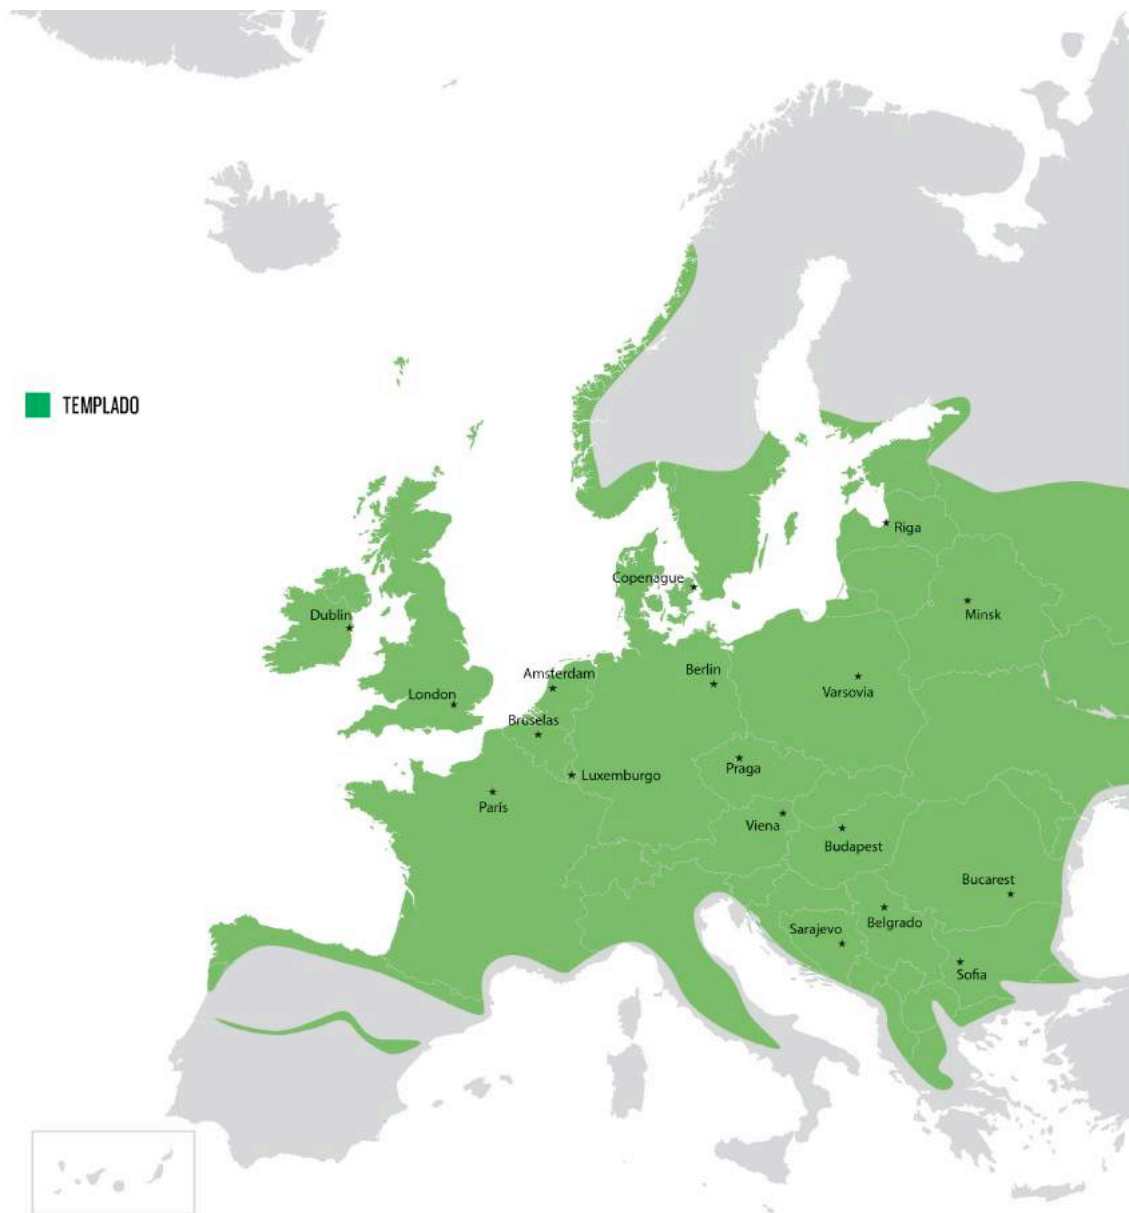 TEMPLADO
Riga
Copenague
Minsk
Dublin
Amsterdam
Berlin
Varsovia
London
Bruselas
Praga
Luxemburgo
París
Viena
Budapest
Bucarest
Belgrado
Sarajevo
Sofia